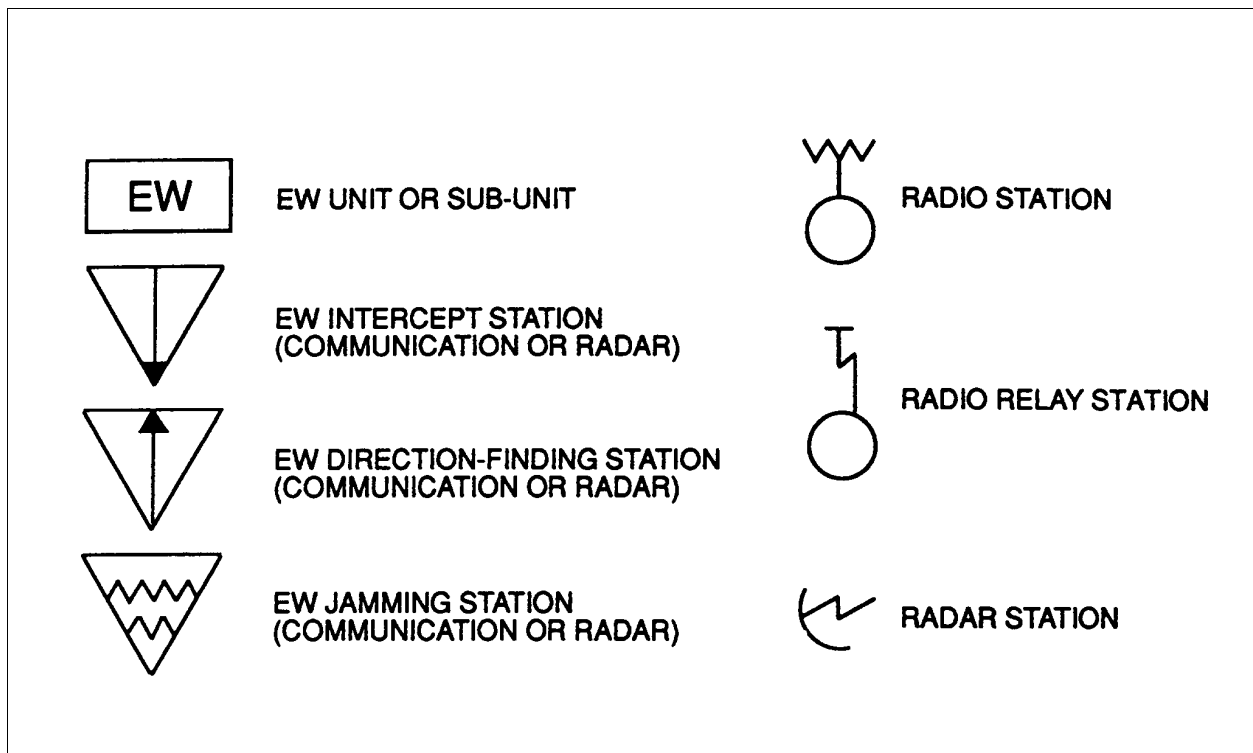 EW
EW UNIT OR SUB-UNIT
EW INTERCEPT STATION
(COMMUNICATION OR RADAR)
EW DIRECTION-FINDING STATION
(COMMUNICATION OR RADAR)
EW JAMMING STATION
(COMMUNICATION OR RADAR)
RADIO STATION
RADIO RELAY STATION
RADAR STATION